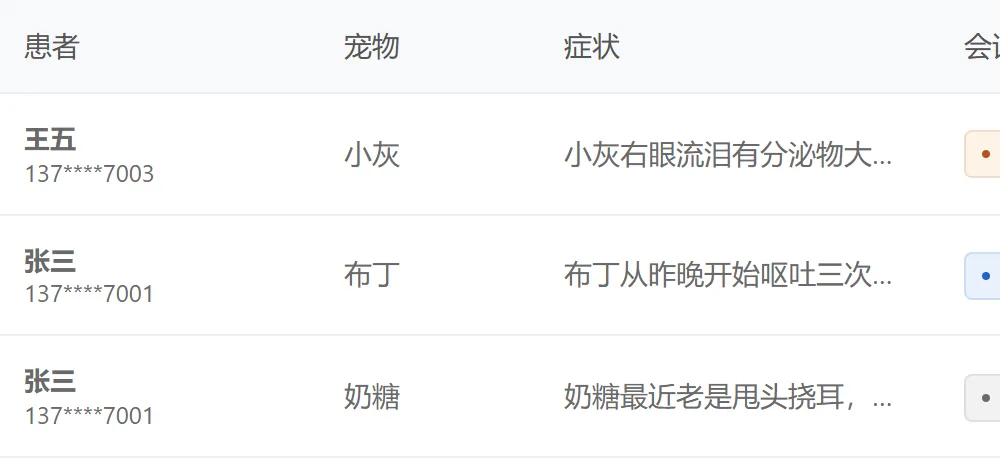 患者 宠物 症状 会
王五
137****7003
小灰
小灰右眼流泪有分泌物大...
张三
137****7001
布丁
布丁从昨晚开始呕吐三次...
张三
137****7001
奶糖
奶糖最近老是甩头挠耳，...